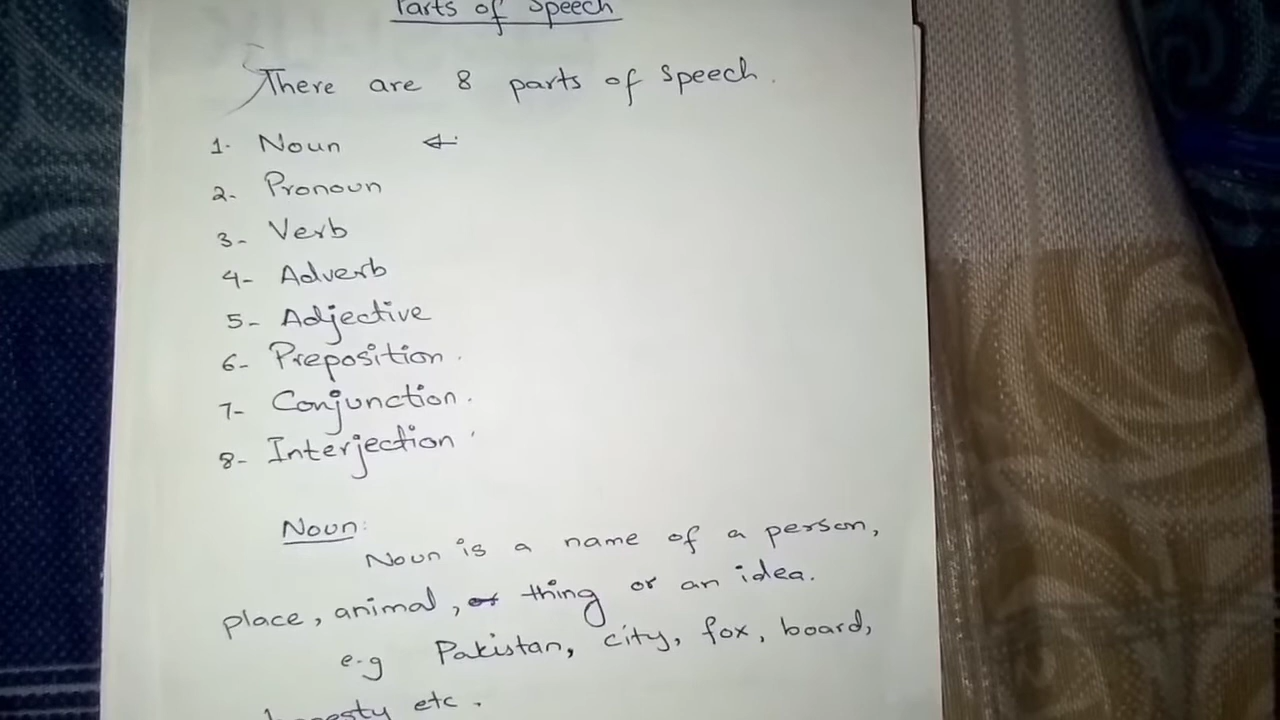 Parts of Speech
There are 8 parts of speech.
1- Noun
2- Pronoun
3- Verb
4- Adverb
5- Adjective
6- Preposition.
7- Conjunction.
8- Interjection.
Noun:
Noun is a name of a person,
place, animal, or thing or an idea.
e.g Pakistan, city, fox, board,
honesty etc.